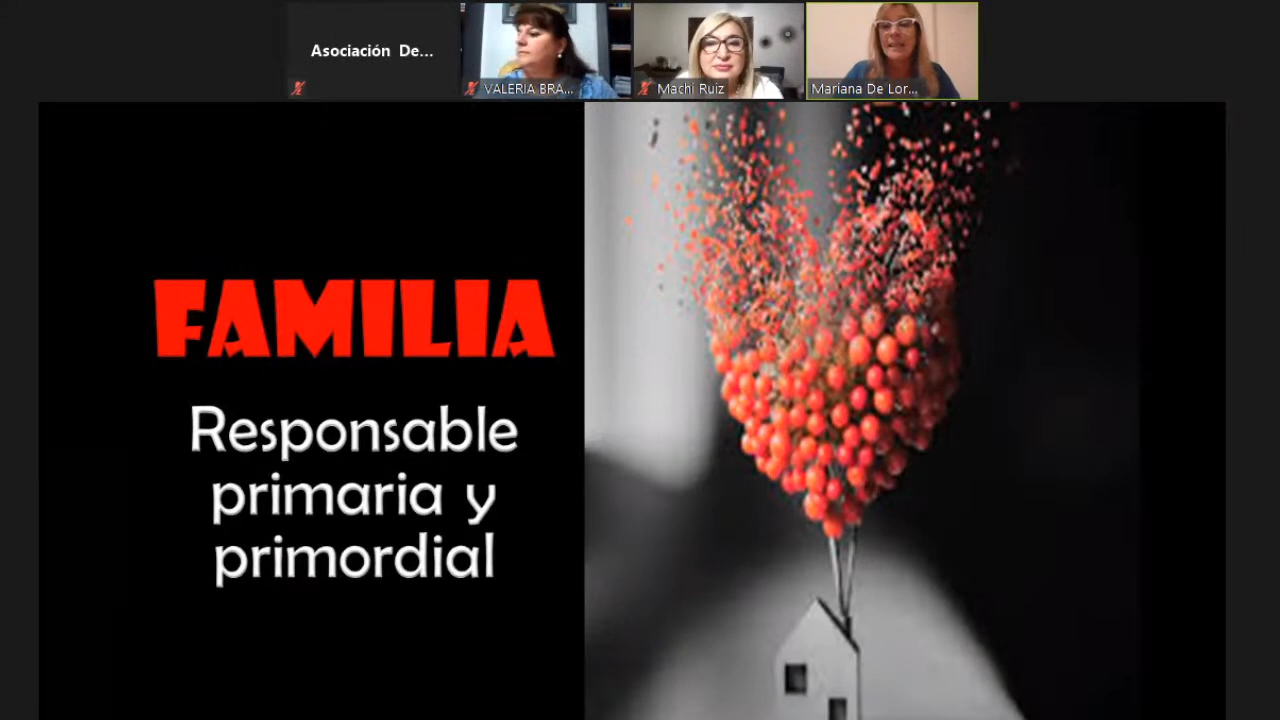 Asociación De...
VALERIA BRA...
Machi Ruiz
Mariana De Lor...
FAMILIA
Responsable
primaria y
primordial